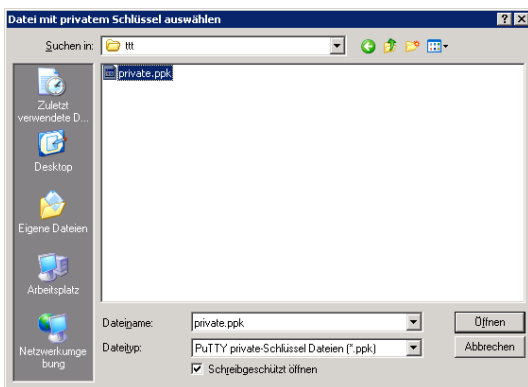 Datei mit privatem Schlüssel auswählen
Suchen in:
ttt
private.ppk
Zuletzt
verwendete D...
Desktop
Eigene Dateien
Arbeitsplatz
Netzwerkumge
bung
Dateiname:
private.ppk
Öffnen
Dateityp:
PuTTY private-Schlüssel Dateien (*.ppk)
Abbrechen
Schreibgeschützt öffnen